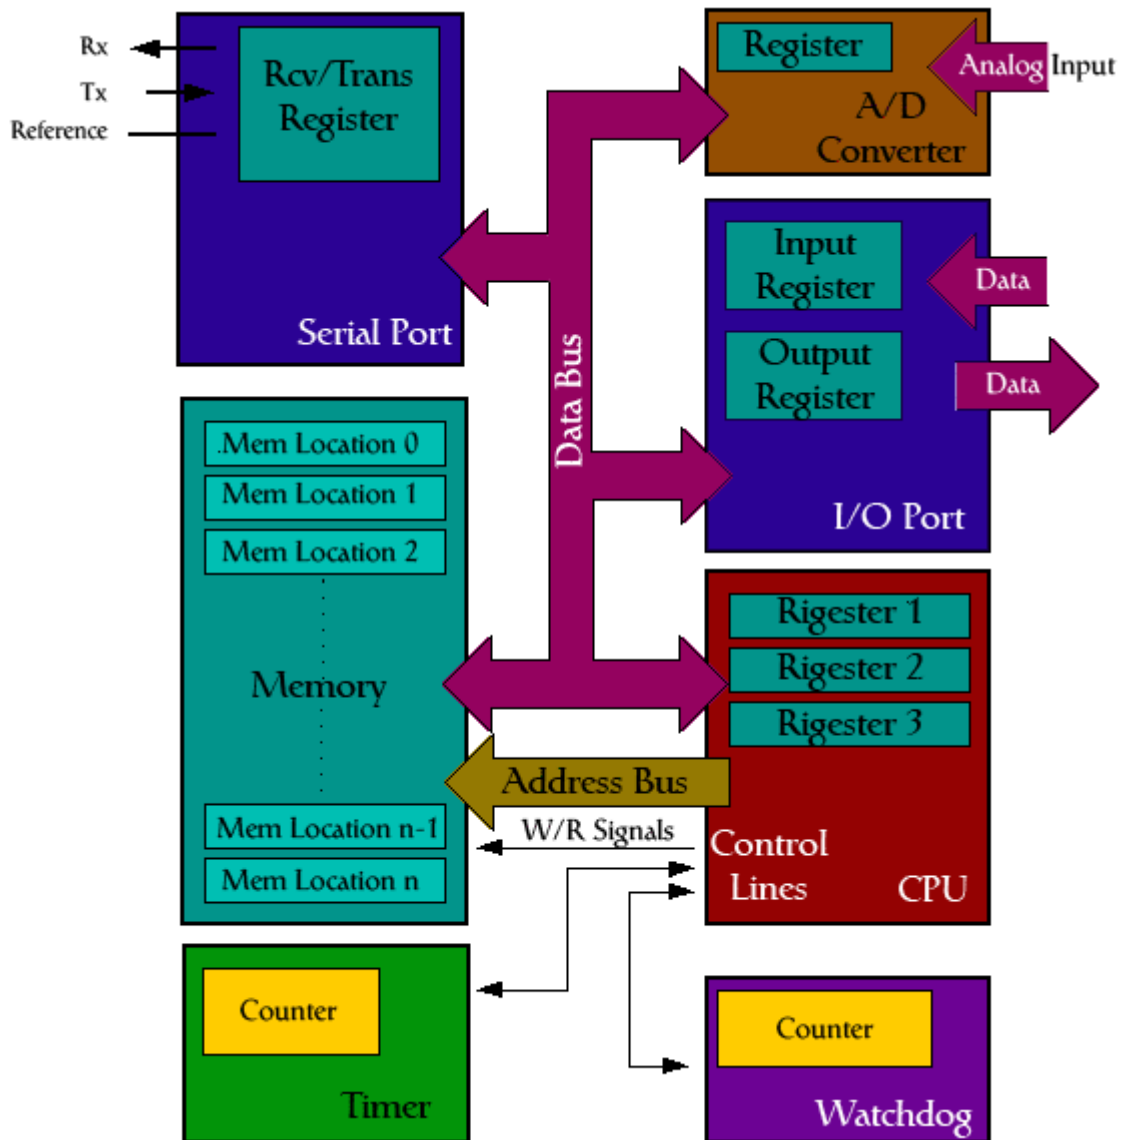 Rx
Tx
Reference
Rcv/Trans
Register
Serial Port
Register
Analog Input
A/D
Converter
Input
Register
Data
Output
Register
Data
I/O Port
Data Bus
.Mem Location 0
Mem Location 1
Mem Location 2
Memory
Mem Location n-1
Mem Location n
Rigester 1
Rigester 2
Rigester 3
Address Bus
W/R Signals
Control
Lines
CPU
Counter
Timer
Counter
Watchdog